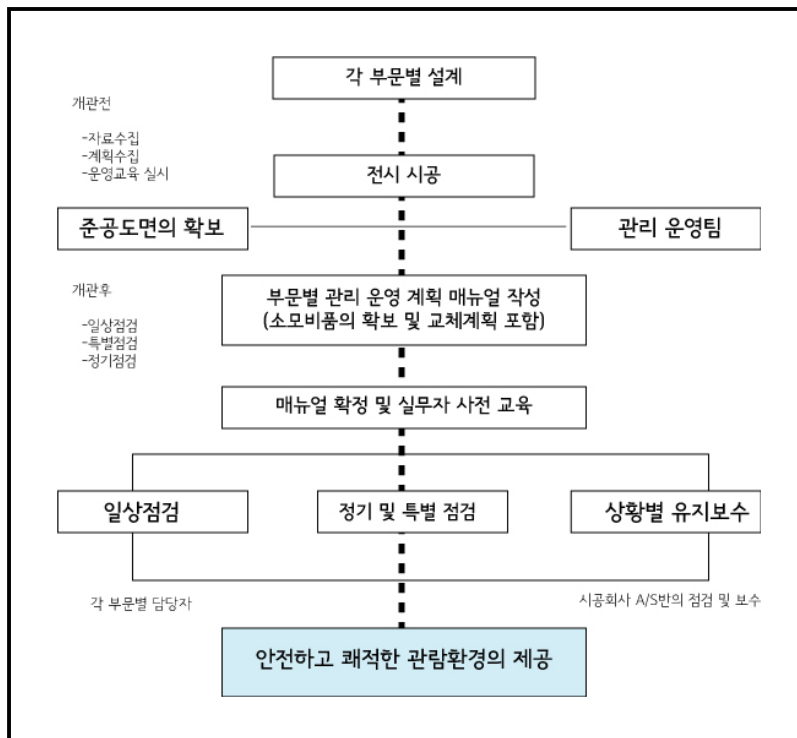 각 부문별 설계
개관전
-자료수집
-계획수집
-운영교육 실시
전시 시공
준공도면의 확보
관리 운영팀
개관후
-일상점검
-특별점검
-정기점검
부문별 관리 운영 계획 매뉴얼 작성
(소모비품의 확보 및 교체계획 포함)
매뉴얼 확정 및 실무자 사전 교육
일상점검
정기 및 특별 점검
상황별 유지보수
각 부문별 담당자
시공회사 A/S반의 점검 및 보수
안전하고 쾌적한 관람환경의 제공